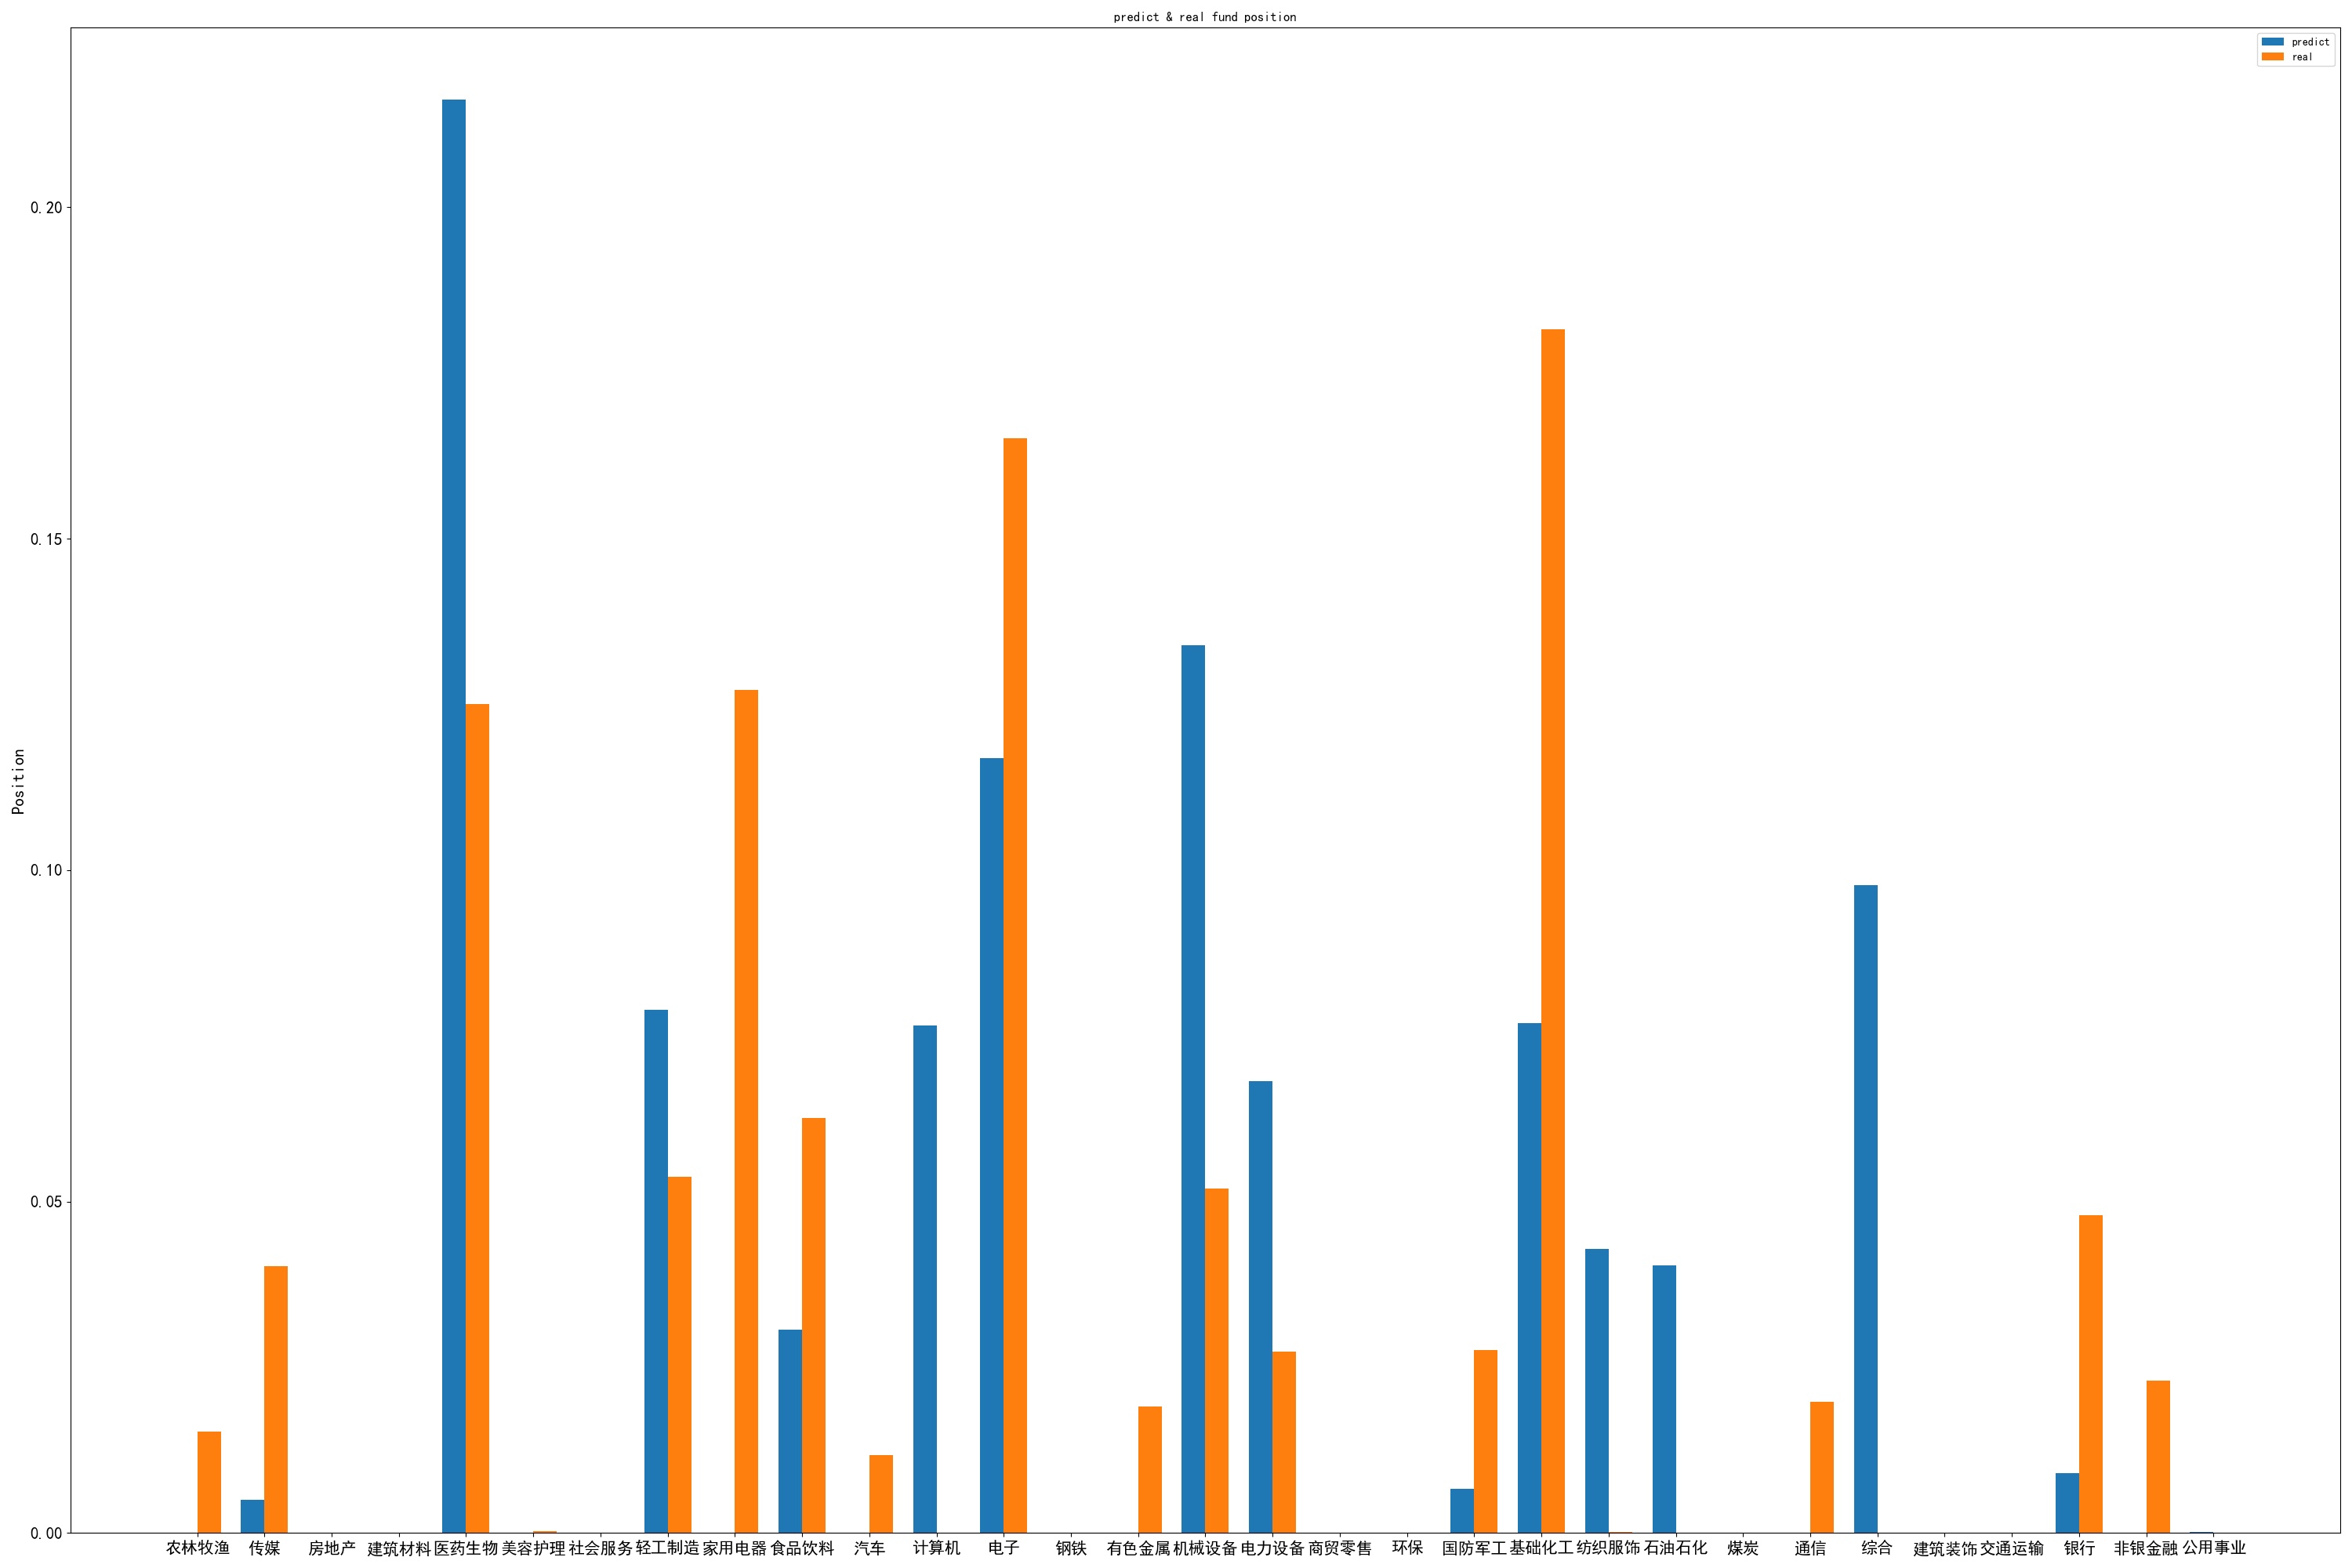 predict & real fund position
predict
real
0.20
0.15
0.10
0.05
0.00
Position
农林牧渔 传媒 房地产 建筑材料 医药生物 美容护理 社会服务 轻工制造 家用电器 食品饮料 汽车 计算机 电子 钢铁 有色金属 机械设备 电力设备 商贸零售 环保 国防军工 基础化工 纺织服饰 石油石化 煤炭 通信 综合 建筑装饰 交通运输 银行 非银金融 公用事业